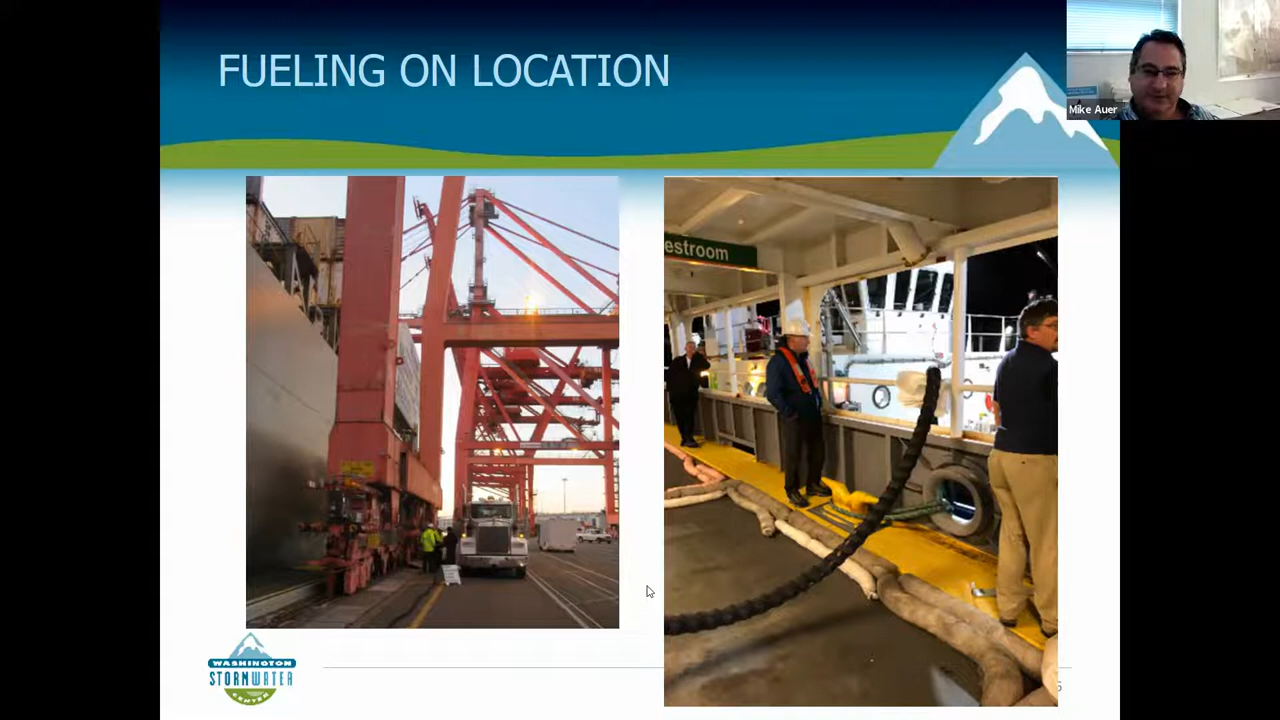 FUELING ON LOCATION
Mike Auer
estroom
WASHINGTON
STORMWATER
CENTER